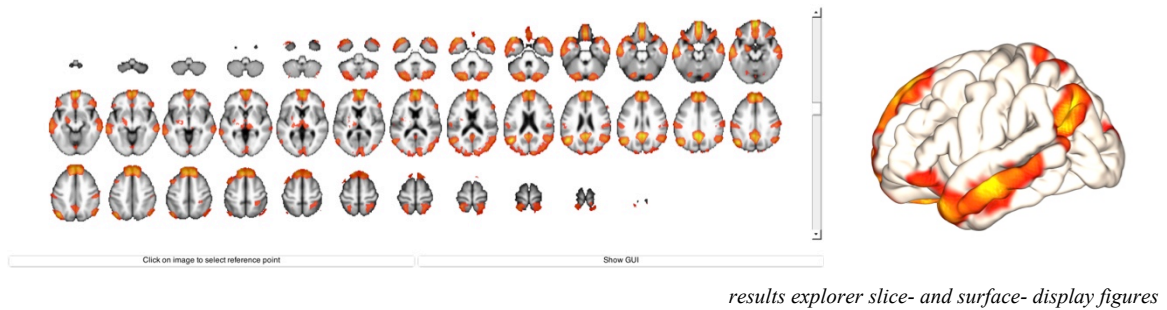 Click on image to select reference point
Show GUI
results explorer slice- and surface- display figures